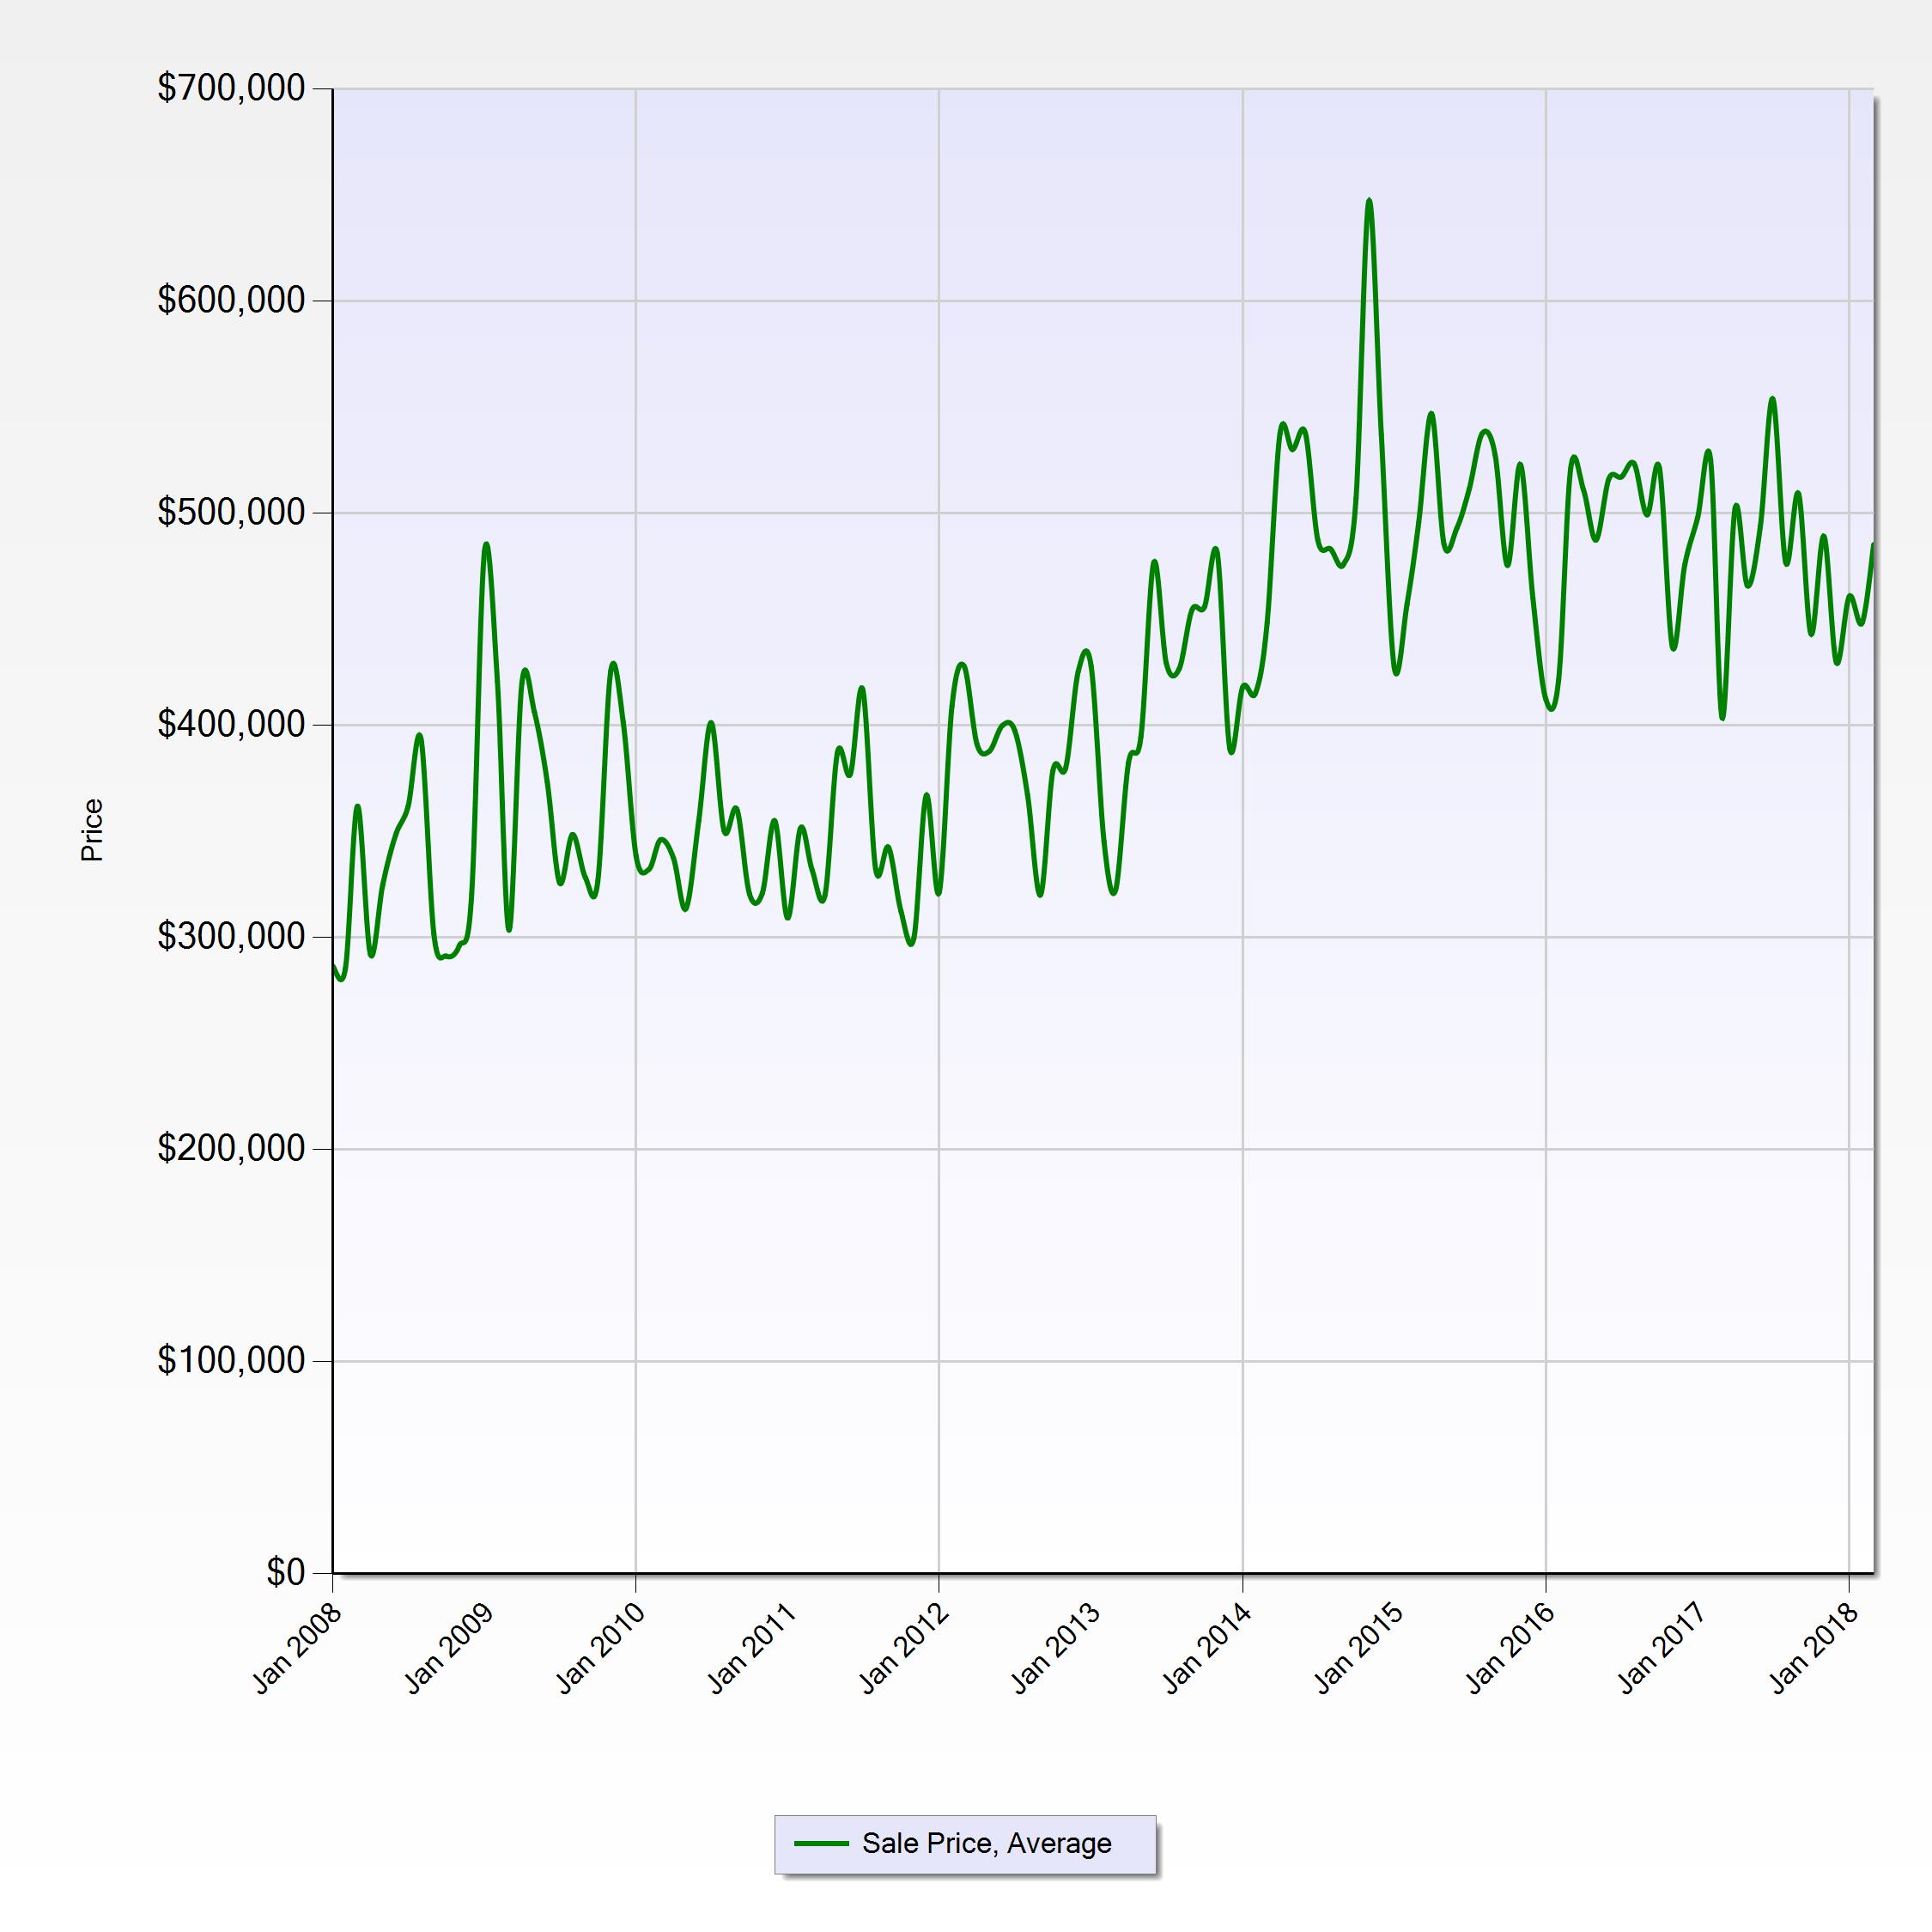 $700,000
$600,000
$500,000
$400,000
$300,000
$200,000
$100,000
$0
Price
Jan 2008
Jan 2009
Jan 2010
Jan 2011
Jan 2012
Jan 2013
Jan 2014
Jan 2015
Jan 2016
Jan 2017
Jan 2018
Sale Price, Average